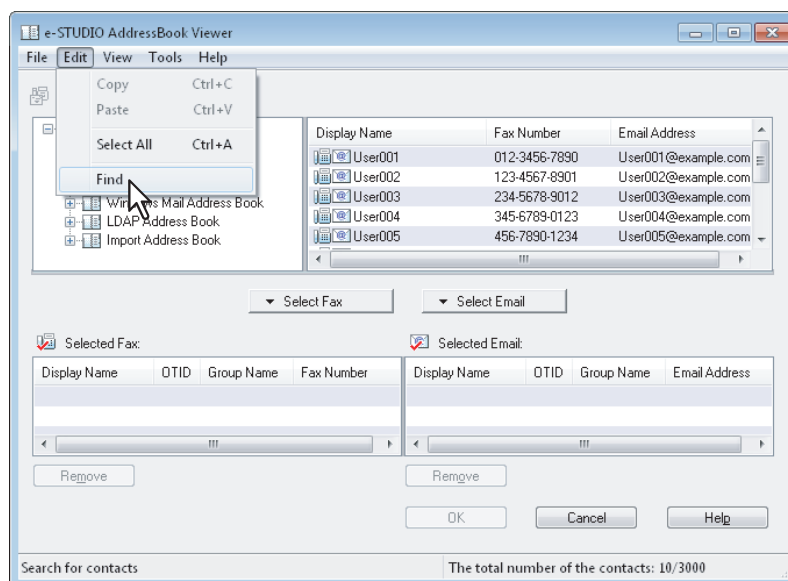 e-STUDIO AddressBook Viewer
File Edit View Tools Help
Copy Ctrl+C
Paste Ctrl+V
Select All Ctrl+A
Find
Windows Mail Address Book
LDAP Address Book
Import Address Book
Display Name Fax Number Email Address
User001 012-3456-7890 User001@example.com
User002 123-4567-8901 User002@example.com
User003 234-5678-9012 User003@example.com
User004 345-6789-0123 User004@example.com
User005 456-7890-1234 User005@example.com
Select Fax Select Email
Selected Fax: Selected Email:
Display Name OTID Group Name Fax Number Display Name OTID Group Name Email Address
Remove Remove
OK Cancel Help
Search for contacts The total number of the contacts: 10/3000